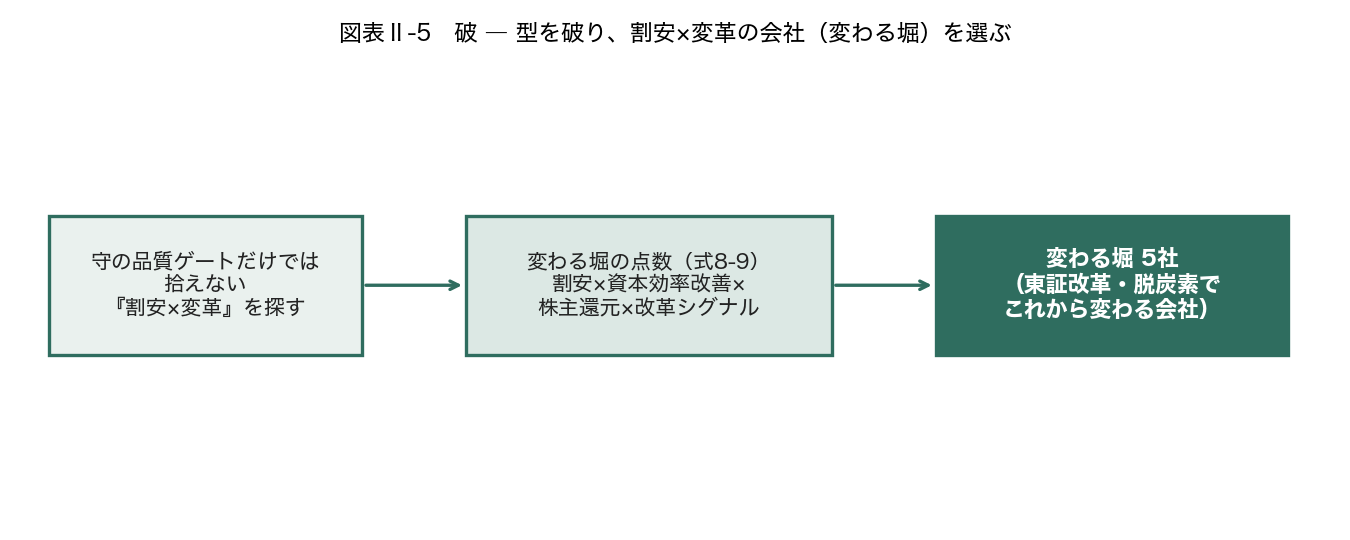 図表Ⅱ-5　破 — 型を破り、割安×変革の会社（変わる堀）を選ぶ
守の品質ゲートだけでは
拾えない
『割安×変革』を探す
変わる堀の点数（式8-9）
割安×資本効率改善×
株主還元×改革シグナル
変わる堀 5社
（東証改革・脱炭素で
これから変わる会社）